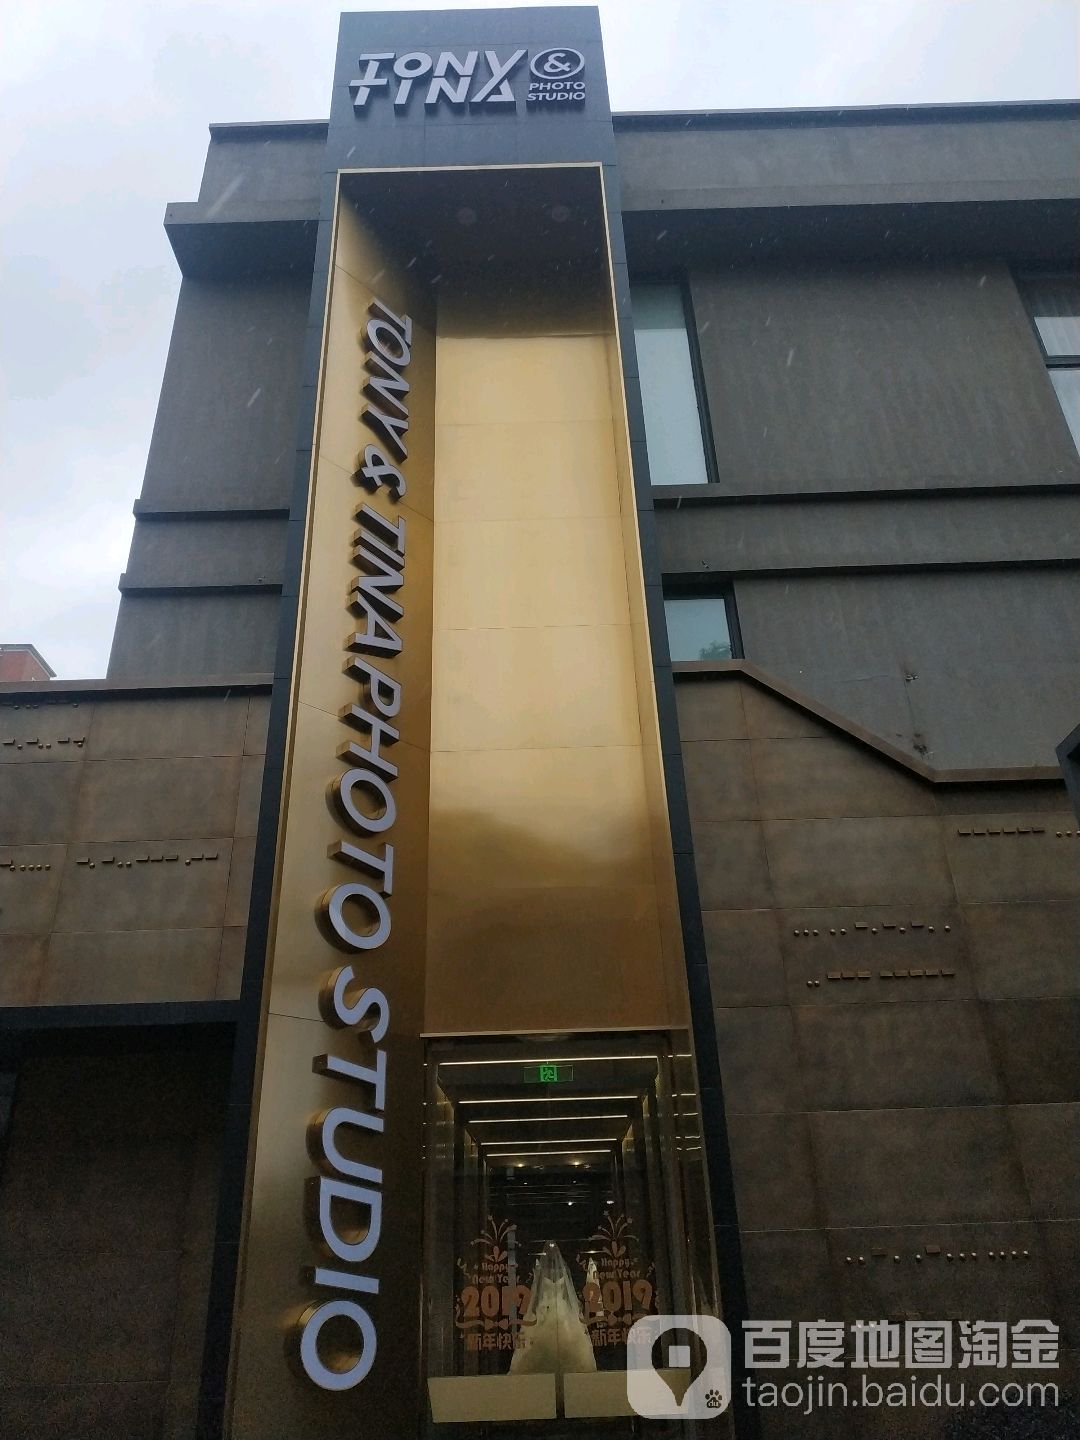 TONY &
TINA PHOTO
STUDIO
TONY & TINA PHOTO STUDIO
Happy
New Year
2019
新年快乐
Happy
New Year
2019
新年快乐
百度地图淘金
taojin.baidu.com